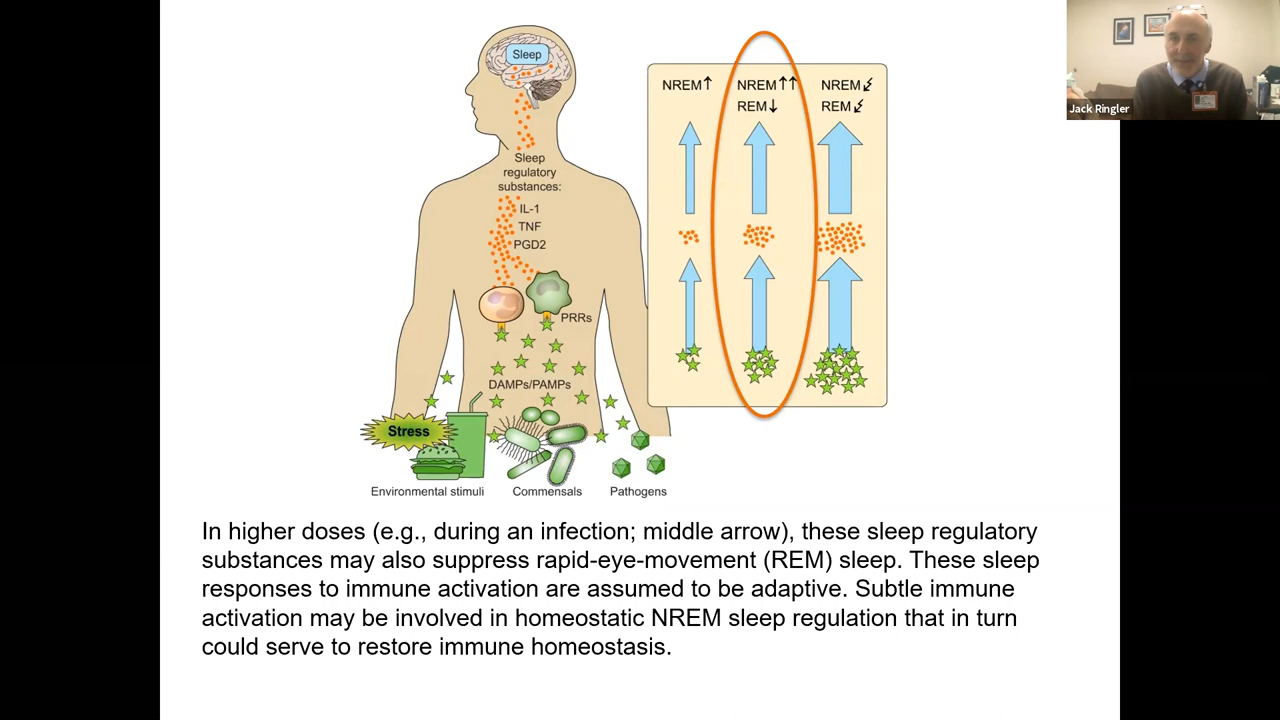 Sleep
Sleep
regulatory
substances:
IL-1
TNF
PGD2
PRRs
DAMPs/PAMPs
Stress
Environmental stimuli
Commensals
Pathogens
NREM↑
NREM↑↑
REM↓
NREM
REM
Jack Ringler
In higher doses (e.g., during an infection; middle arrow), these sleep regulatory
substances may also suppress rapid-eye-movement (REM) sleep. These sleep
responses to immune activation are assumed to be adaptive. Subtle immune
activation may be involved in homeostatic NREM sleep regulation that in turn
could serve to restore immune homeostasis.